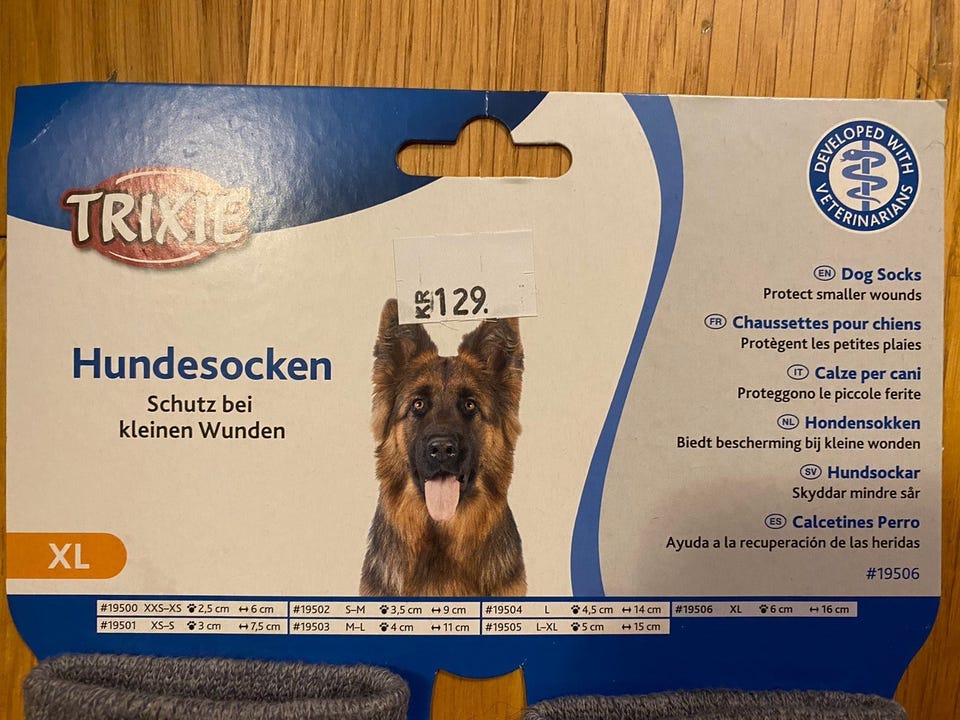 TRIXIE
KR 129.
DEVELOPED WITH VETERINARIANS
Hundesocken
Schutz bei
kleinen Wunden
XL
EN Dog Socks
Protect smaller wounds
FR Chaussettes pour chiens
Protègent les petites plaies
IT Calze per cani
Proteggono le piccole ferite
NL Hondensokken
Biedt bescherming bij kleine wonden
SV Hundsockar
Skyddar mindre sår
ES Calcetines Perro
Ayuda a la recuperación de las heridas
#19506
#19500 XXS–XS 2,5 cm ↔ 6 cm #19502 S–M 3,5 cm ↔ 9 cm #19504 L 4,5 cm ↔ 14 cm #19506 XL 6 cm ↔ 16 cm
#19501 XS–S 3 cm ↔ 7,5 cm #19503 M–L 4 cm ↔ 11 cm #19505 L–XL 5 cm ↔ 15 cm